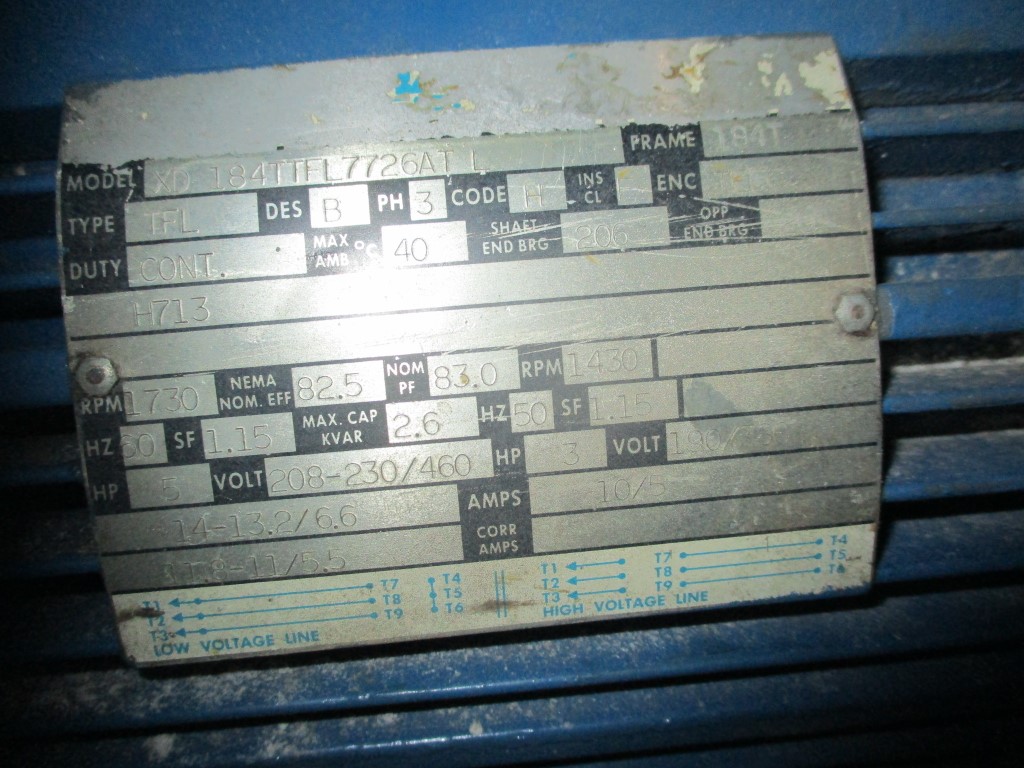 MODEL XD 184TTFL7726AT L FRAME 184T
TYPE TFL DES B PH 3 CODE H INS CL ENC
DUTY CONT. MAX AMB °C 40 SHAFT END BRG 206 OPP END BRG
H713
RPM 1730 NEMA NOM. EFF 82.5 NOM PF 83.0 RPM 1430
HZ 60 SF 1.15 MAX. CAP KVAR 2.6 HZ 50 SF 1.15
HP 5 VOLT 208-230/460 HP 3 VOLT
14-13.2/6.6 AMPS 10/5
CORR AMPS
T1 T7 T4 T1 T7 T4
T2 T8 T5 T2 T8 T5
T3 T9 T6 T3 T9 T6
LOW VOLTAGE LINE HIGH VOLTAGE LINE